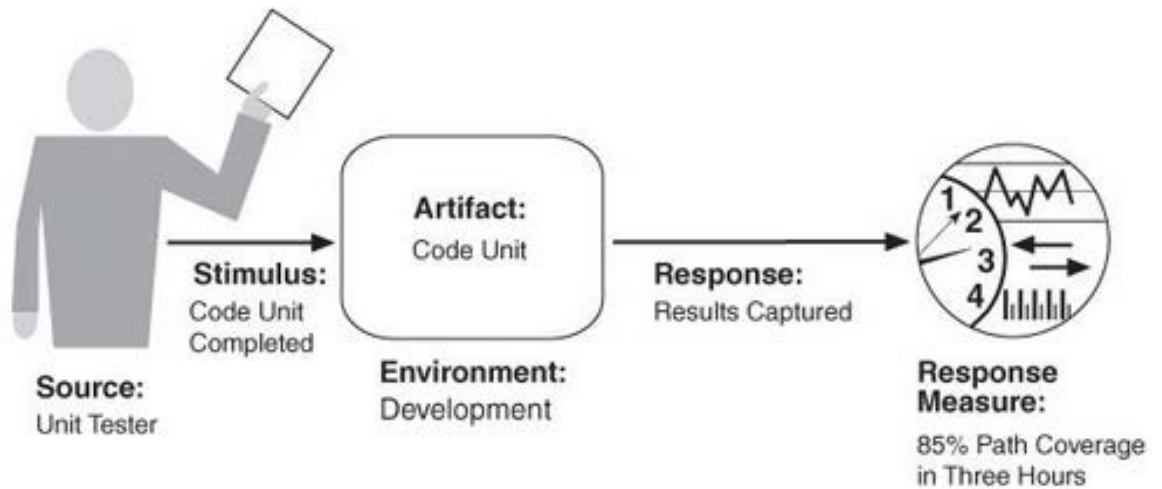 Source:
Unit Tester
Stimulus:
Code Unit
Completed
Artifact:
Code Unit
Environment:
Development
Response:
Results Captured
1
2
3
4
Response
Measure:
85% Path Coverage
in Three Hours